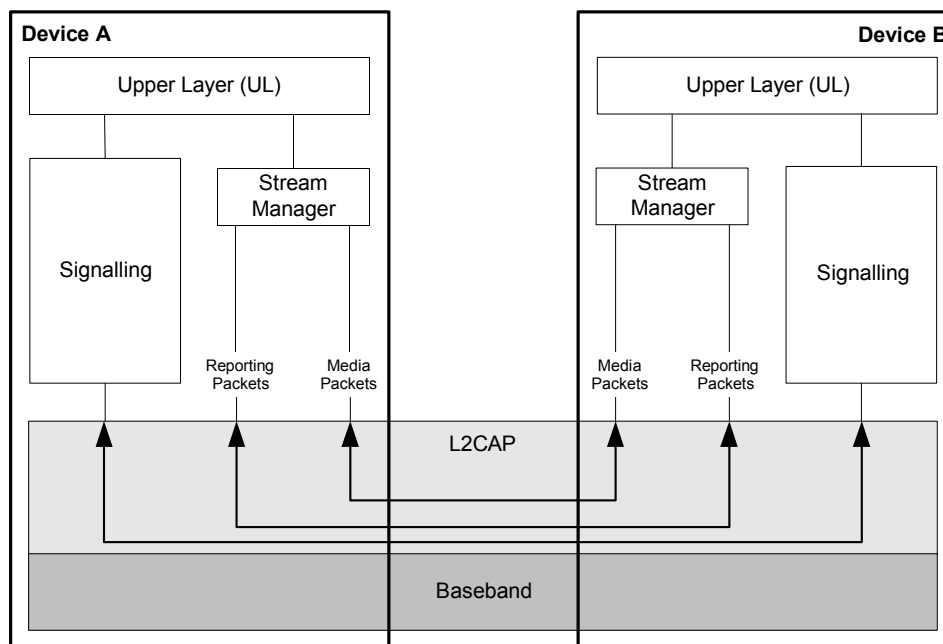 Device A
Device B
Upper Layer (UL)
Upper Layer (UL)
Stream
Manager
Stream
Manager
Signalling
Signalling
Reporting
Packets
Media
Packets
Media
Packets
Reporting
Packets
L2CAP
Baseband